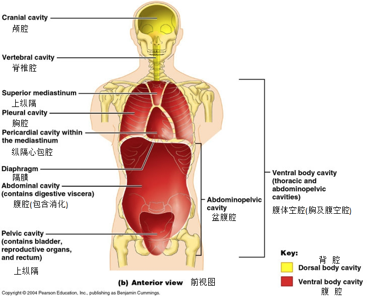 Cranial cavity
颅腔
Vertebral cavity
脊椎腔
Superior mediastinum
上纵隔
Pleural cavity
胸腔
Pericardial cavity within
the mediastinum
纵隔心包腔
Diaphragm
隔膜
Abdominal cavity
(contains digestive viscera)
腹腔(包含消化)
Pelvic cavity
(contains bladder,
reproductive organs,
and rectum)
上纵隔
Abdominopelvic
cavity
盆腹腔
Ventral body cavity
(thoracic and
abdominopelvic
cavities)
腹体空腔(胸及腹空腔)
Key:
背 腔
Dorsal body cavity
Ventral body cavity
腹 腔
(b) Anterior view 前视图
Copyright © 2004 Pearson Education, Inc., publishing as Benjamin Cummings.